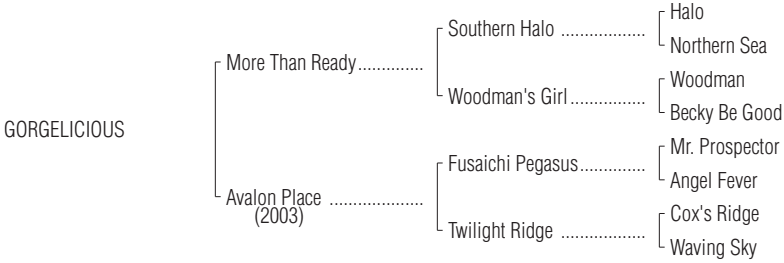 Halo
Southern Halo ..................
Northern Sea
More Than Ready..............
Woodman
Woodman's Girl................
Becky Be Good
GORGELICIOUS
Mr. Prospector
Fusaichi Pegasus..............
Angel Fever
Avalon Place ....................
(2003)
Cox's Ridge
Twilight Ridge ..................
Waving Sky